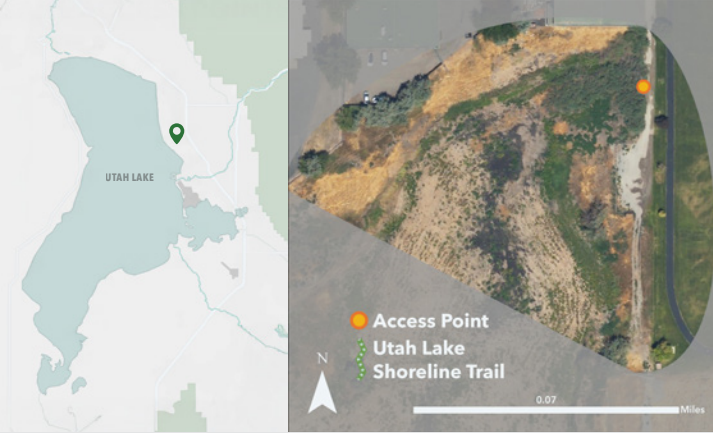 UTAH LAKE
Access Point
Utah Lake
Shoreline Trail
N
0.07
Miles